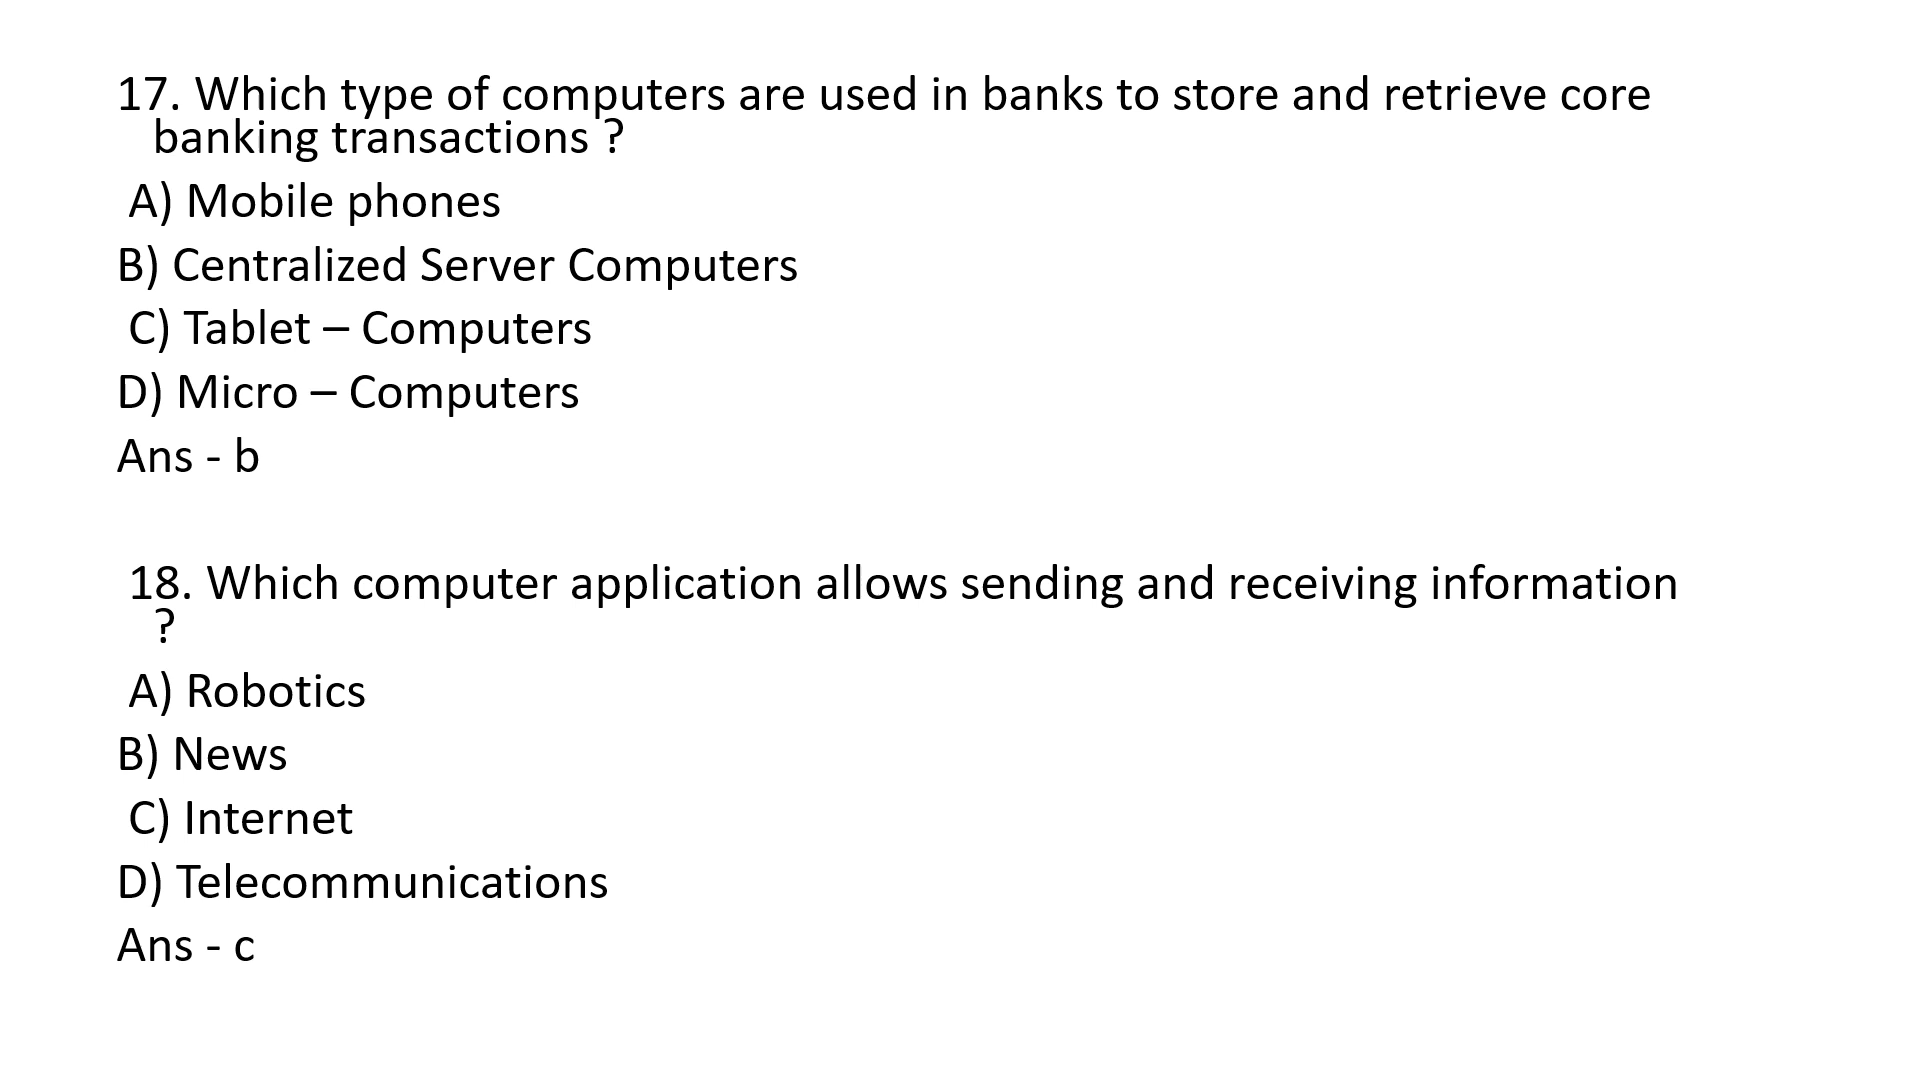 17. Which type of computers are used in banks to store and retrieve core
banking transactions ?
A) Mobile phones
B) Centralized Server Computers
C) Tablet – Computers
D) Micro – Computers
Ans - b
18. Which computer application allows sending and receiving information
?
A) Robotics
B) News
C) Internet
D) Telecommunications
Ans - c